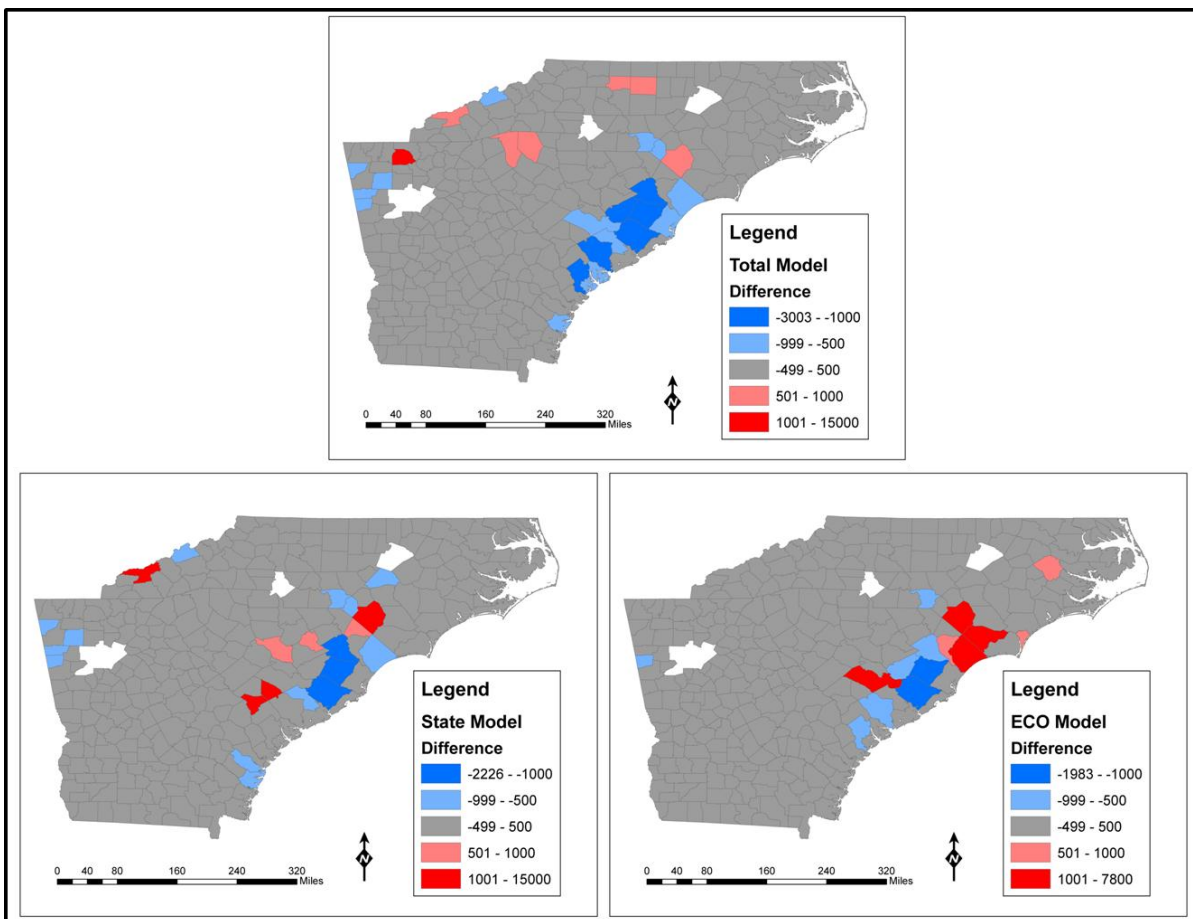 Legend
Total Model
Difference
-3003 - -1000
-999 - -500
-499 - 500
501 - 1000
1001 - 15000
N
0 40 80 160 240 320
Miles
Legend
State Model
Difference
-2226 - -1000
-999 - -500
-499 - 500
501 - 1000
1001 - 15000
N
0 40 80 160 240 320
Miles
Legend
ECO Model
Difference
-1983 - -1000
-999 - -500
-499 - 500
501 - 1000
1001 - 7800
N
0 40 80 160 240 320
Miles